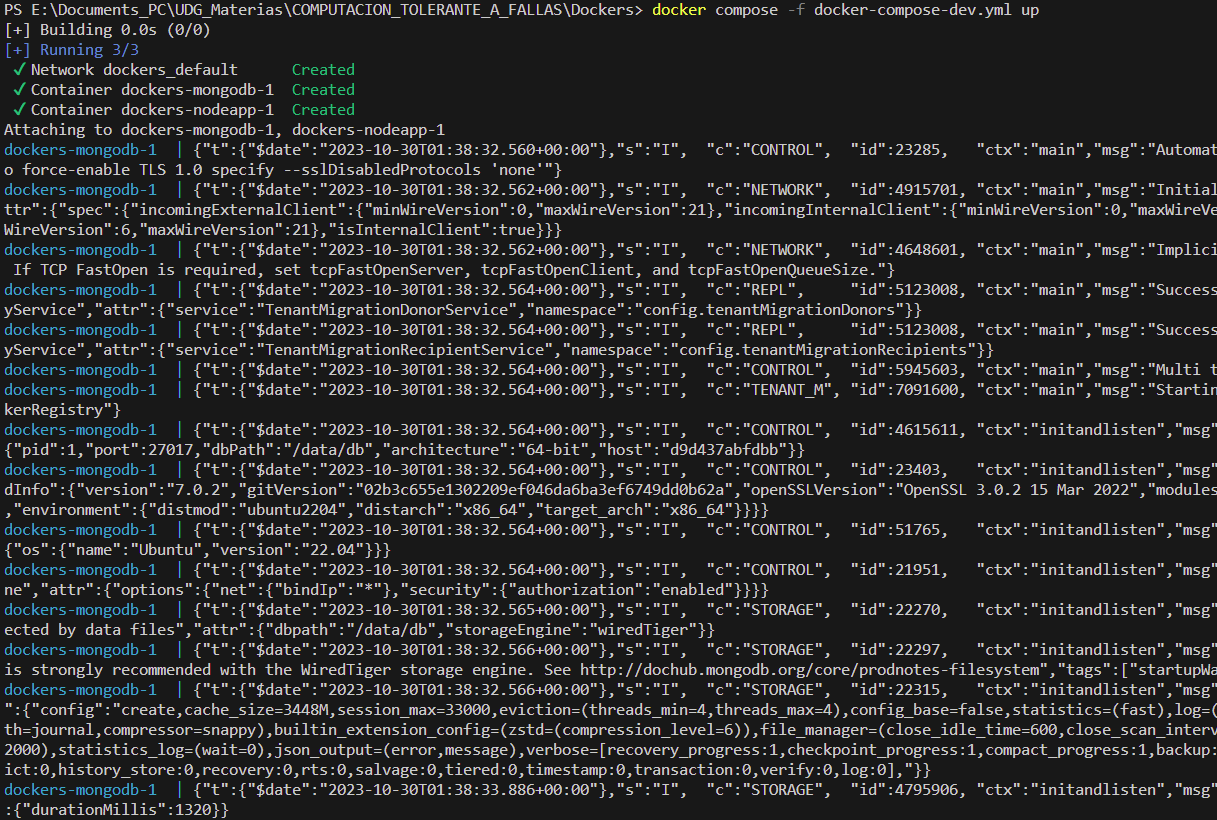 PS E:\Documents_PC\UDG_Materias\COMPUTACION_TOLERANTE_A_FALLAS\Dockers> docker compose -f docker-compose-dev.yml up
[+] Building 0.0s (0/0)
[+] Running 3/3
✓ Network dockers_default Created
✓ Container dockers-mongodb-1 Created
✓ Container dockers-nodeapp-1 Created
Attaching to dockers-mongodb-1, dockers-nodeapp-1
dockers-mongodb-1 | {"t":{"$date":"2023-10-30T01:38:32.560+00:00"},"s":"I", "c":"CONTROL", "id":23285, "ctx":"main","msg":"Automat
o force-enable TLS 1.0 specify --sslDisabledProtocols 'none'"}
dockers-mongodb-1 | {"t":{"$date":"2023-10-30T01:38:32.562+00:00"},"s":"I", "c":"NETWORK", "id":4915701, "ctx":"main","msg":"Initial
ttr":{"spec":{"incomingExternalClient":{"minWireVersion":0,"maxWireVersion":21},"incomingInternalClient":{"minWireVersion":0,"maxWireVe
WireVersion":6,"maxWireVersion":21},"isInternalClient":true}}}
dockers-mongodb-1 | {"t":{"$date":"2023-10-30T01:38:32.562+00:00"},"s":"I", "c":"NETWORK", "id":4648601, "ctx":"main","msg":"Implici
If TCP FastOpen is required, set tcpFastOpenServer, tcpFastOpenClient, and tcpFastOpenQueueSize."}
dockers-mongodb-1 | {"t":{"$date":"2023-10-30T01:38:32.564+00:00"},"s":"I", "c":"REPL", "id":5123008, "ctx":"main","msg":"Success
yService","attr":{"service":"TenantMigrationDonorService","namespace":"config.tenantMigrationDonors"}}
dockers-mongodb-1 | {"t":{"$date":"2023-10-30T01:38:32.564+00:00"},"s":"I", "c":"REPL", "id":5123008, "ctx":"main","msg":"Success
yService","attr":{"service":"TenantMigrationRecipientService","namespace":"config.tenantMigrationRecipients"}}
dockers-mongodb-1 | {"t":{"$date":"2023-10-30T01:38:32.564+00:00"},"s":"I", "c":"CONTROL", "id":5945603, "ctx":"main","msg":"Multi t
dockers-mongodb-1 | {"t":{"$date":"2023-10-30T01:38:32.564+00:00"},"s":"I", "c":"TENANT_M", "id":7091600, "ctx":"main","msg":"Startin
kerRegistry"}
dockers-mongodb-1 | {"t":{"$date":"2023-10-30T01:38:32.564+00:00"},"s":"I", "c":"CONTROL", "id":4615611, "ctx":"initandlisten","msg"
{"pid":1,"port":27017,"dbPath":"/data/db","architecture":"64-bit","host":"d9d437abfdbb"}}
dockers-mongodb-1 | {"t":{"$date":"2023-10-30T01:38:32.564+00:00"},"s":"I", "c":"CONTROL", "id":23403, "ctx":"initandlisten","msg"
dInfo":{"version":"7.0.2","gitVersion":"02b3c655e1302209ef046da6ba3ef6749dd0b62a","openSSLVersion":"OpenSSL 3.0.2 15 Mar 2022","modules
,"environment":{"distmod":"ubuntu2204","distarch":"x86_64","target_arch":"x86_64"}}}}
dockers-mongodb-1 | {"t":{"$date":"2023-10-30T01:38:32.564+00:00"},"s":"I", "c":"CONTROL", "id":51765, "ctx":"initandlisten","msg"
{"os":{"name":"Ubuntu","version":"22.04"}}}
dockers-mongodb-1 | {"t":{"$date":"2023-10-30T01:38:32.564+00:00"},"s":"I", "c":"CONTROL", "id":21951, "ctx":"initandlisten","msg"
ne","attr":{"options":{"net":{"bindIp":"*"},"security":{"authorization":"enabled"}}}}
dockers-mongodb-1 | {"t":{"$date":"2023-10-30T01:38:32.565+00:00"},"s":"I", "c":"STORAGE", "id":22270, "ctx":"initandlisten","msg"
ected by data files","attr":{"dbpath":"/data/db","storageEngine":"wiredTiger"}}
dockers-mongodb-1 | {"t":{"$date":"2023-10-30T01:38:32.566+00:00"},"s":"I", "c":"STORAGE", "id":22297, "ctx":"initandlisten","msg"
is strongly recommended with the WiredTiger storage engine. See http://dochub.mongodb.org/core/prodnotes-filesystem","tags":["startupWa
dockers-mongodb-1 | {"t":{"$date":"2023-10-30T01:38:32.566+00:00"},"s":"I", "c":"STORAGE", "id":22315, "ctx":"initandlisten","msg"
":{"config":"create,cache_size=3448M,session_max=33000,eviction=(threads_min=4,threads_max=4),config_base=false,statistics=(fast),log=(
th=journal,compressor=snappy),builtin_extension_config=(zstd=(compression_level=6)),file_manager=(close_idle_time=600,close_scan_interv
2000),statistics_log=(wait=0),json_output=(error,message),verbose=[recovery_progress:1,checkpoint_progress:1,compact_progress:1,backup:
ict:0,history_store:0,recovery:0,rts:0,salvage:0,tiered:0,timestamp:0,transaction:0,verify:0,log:0],"}}
dockers-mongodb-1 | {"t":{"$date":"2023-10-30T01:38:33.886+00:00"},"s":"I", "c":"STORAGE", "id":4795906, "ctx":"initandlisten","msg"
:{"durationMillis":1320}}